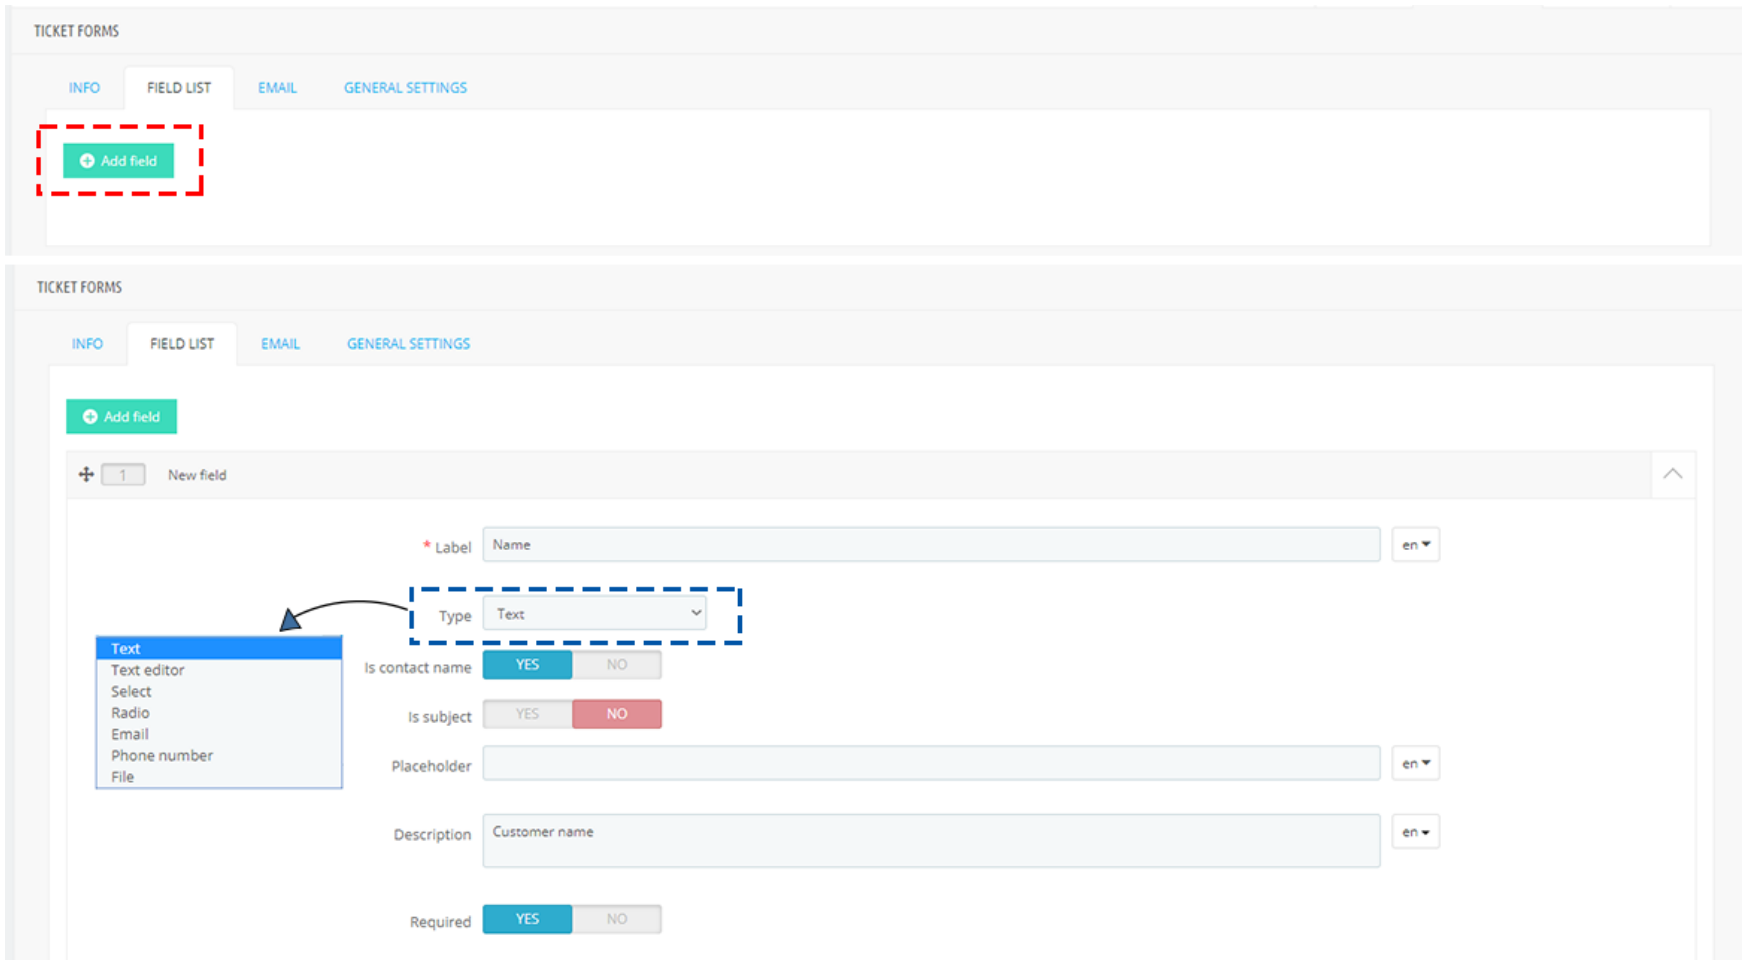 TICKET FORMS
INFO FIELD LIST EMAIL GENERAL SETTINGS
Add field
TICKET FORMS
INFO FIELD LIST EMAIL GENERAL SETTINGS
Add field
1 New field
* Label Name en
Type Text
Text
Text editor
Select
Radio
Email
Phone number
File
Is contact name YES NO
Is subject YES NO
Placeholder en
Description Customer name en
Required YES NO